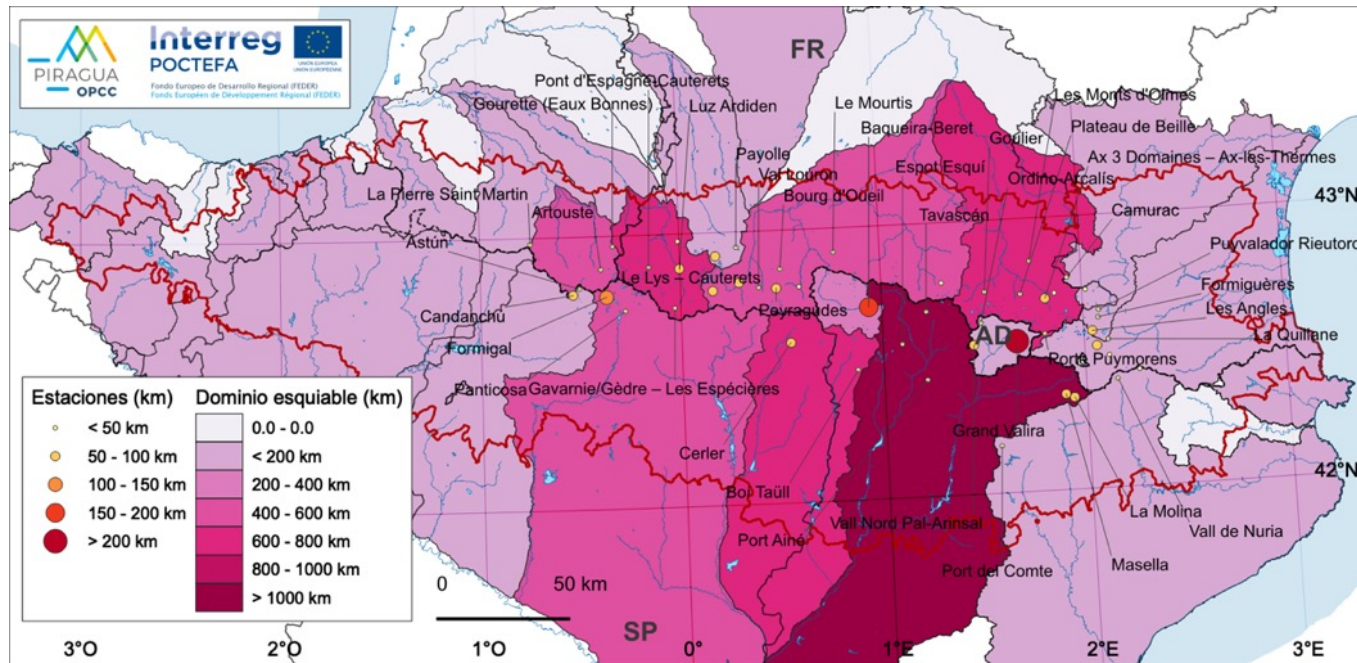 PIRAGUA
OPCC
Interreg
POCTEFA
UNION EUROPEA
UNION EUROPÉENNE
Fondo Europeo de Desarrollo Regional (FEDER)
Fonds Européen de Développement Régional (FEDER)
FR
Pont d'Espagne-Cauterets
Gourette (Eaux Bonnes)
Luz Ardiden
Le Mourtis
Les Monts d'Olmes
Baqueira-Beret
Goulier
Plateau de Beille
Payolle
Val Louron
Espot Esquí
Ax 3 Domaines – Ax-les-Thermes
La Pierre Saint Martin
Bourg d'Oueil
Ordino-Arcalís
43°N
Artouste
Tavascán
Camurac
Astún
Puyvalador Rieutord
Le Lys – Cauterets
Formiguères
Candanchú
Peyragudes
Les Angles
Formigal
AD
La Quillane
Porté Puymorens
Panticosa
Gavarnie/Gèdre – Les Espécières
Grand Valira
Cerler
42°N
Boí Taüll
La Molina
Vall Nord Pal-Arinsal
Vall de Nuria
Port Ainé
Masella
Port del Comte
Estaciones (km)
< 50 km
50 - 100 km
100 - 150 km
150 - 200 km
> 200 km
Dominio esquiable (km)
0.0 - 0.0
< 200 km
200 - 400 km
400 - 600 km
600 - 800 km
800 - 1000 km
> 1000 km
0
50 km
SP
3°O
2°O
1°O
0°
1°E
2°E
3°E